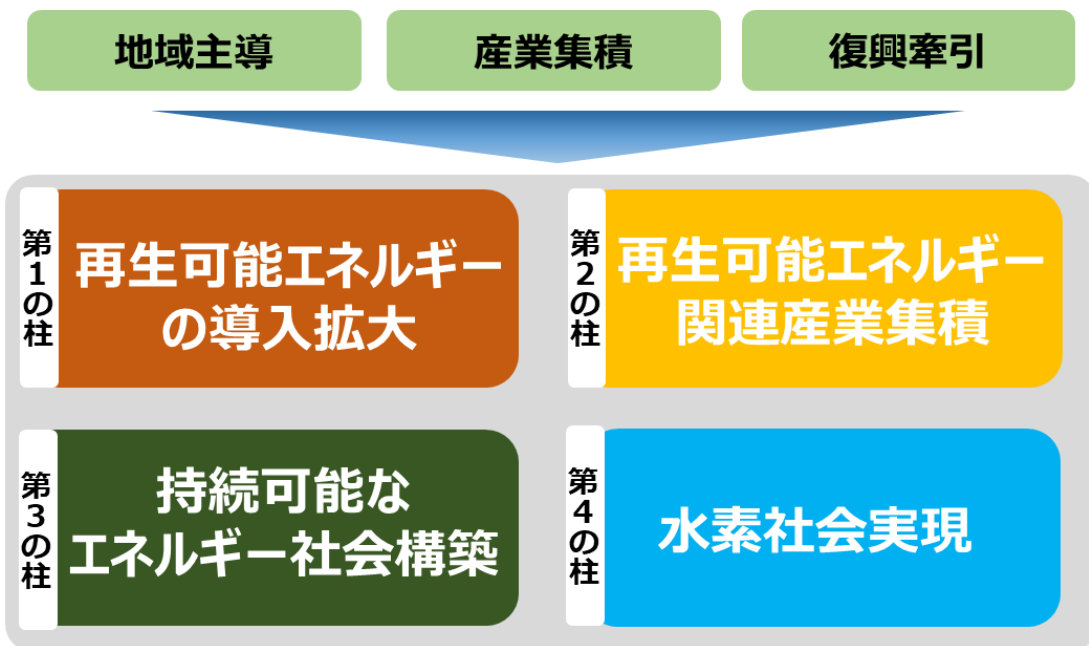 地域主導
産業集積
復興牽引
第1の柱
再生可能エネルギー
の導入拡大
第2の柱
再生可能エネルギー
関連産業集積
第3の柱
持続可能な
エネルギー社会構築
第4の柱
水素社会実現